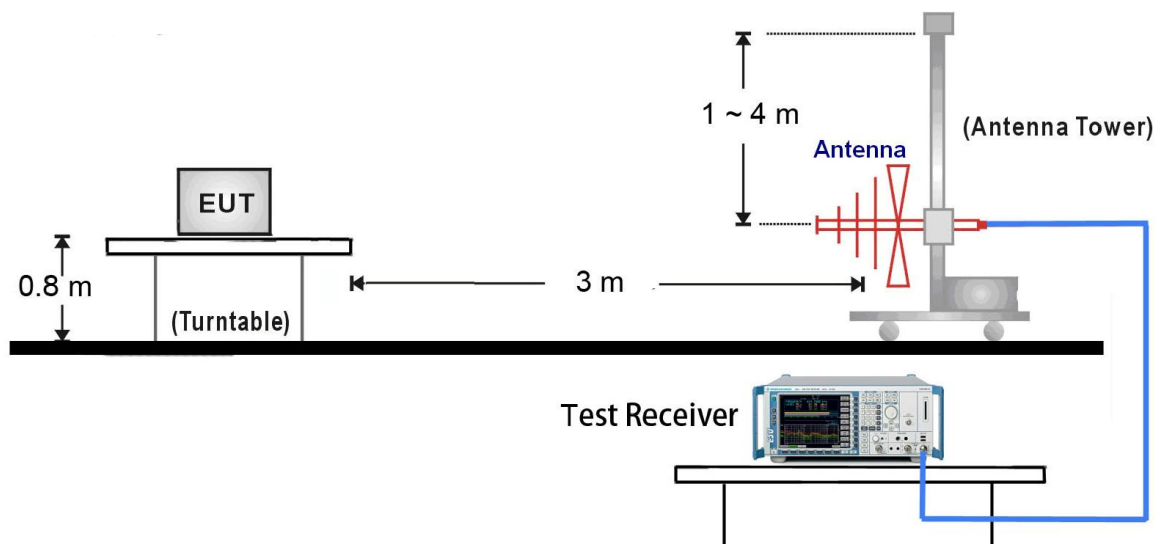 1 ~ 4 m
(Antenna Tower)
Antenna
EUT
0.8 m
3 m
(Turntable)
Test Receiver